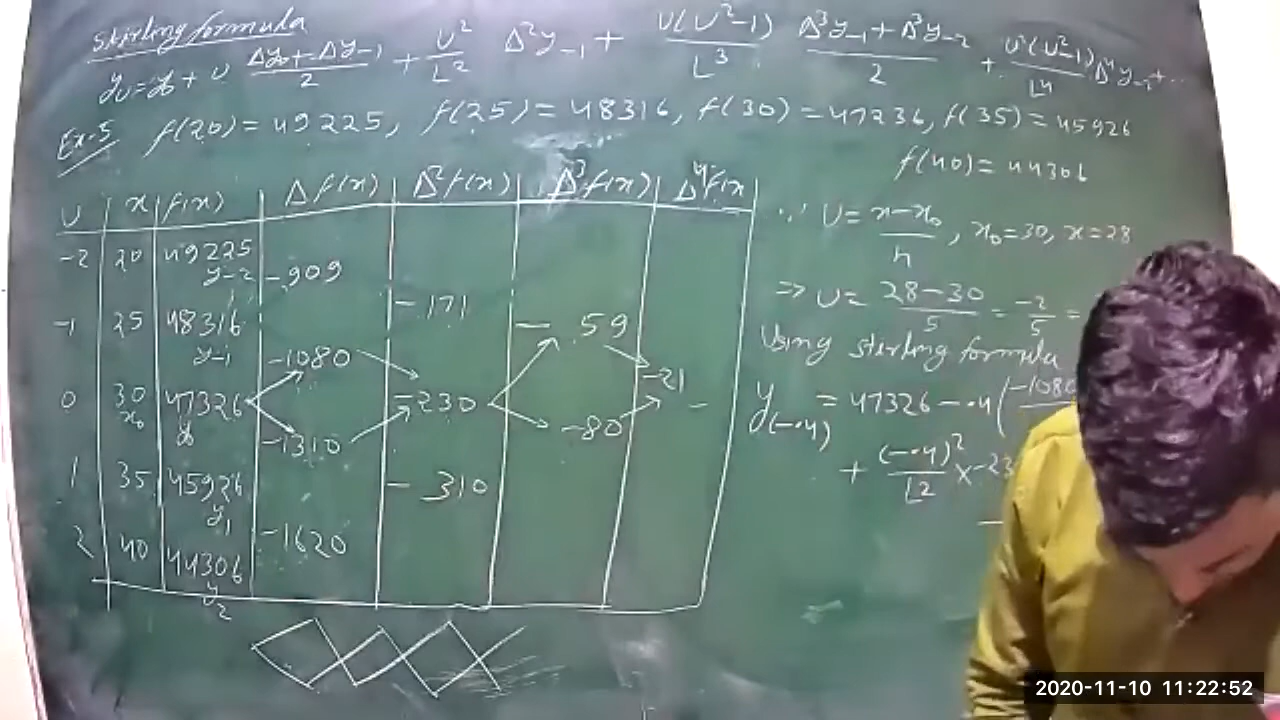 Stirling formula
yᵤ = y₀ + U (Δy₀ + Δy₋₁)/2 + U²/∟2 Δ²y₋₁ + U(U²-1)/∟3 (Δ³y₋₁ + Δ³y₋₂)/2 + U²(U²-1)/∟4 Δ⁴y₋₂ + ...
Ex-5 f(20) = 49225, f(25) = 48316, f(30) = 47236, f(35) = 45926
f(40) = 44306
U x f(x) Δf(x) Δ²f(x) Δ³f(x) Δ⁴f(x)
-2 20 49225
y₋₂ -909
-171
-1 25 48316 - 59
y₋₁ -1080
-21
0 30 47326 -230
x₀ y₀ -80
-1310
1 35 45926 - 310
y₁
-1620
2 40 44306
y₂
∵ U = (x-x₀)/h, x₀=30, x=28
⇒ U = (28-30)/5 = -2/5 =
Using stirling formula
y₍₋.₄₎ = 47326 - .4(-1080
+ (-.4)²/∟2 × -23
-
2020-11-10 11:22:52